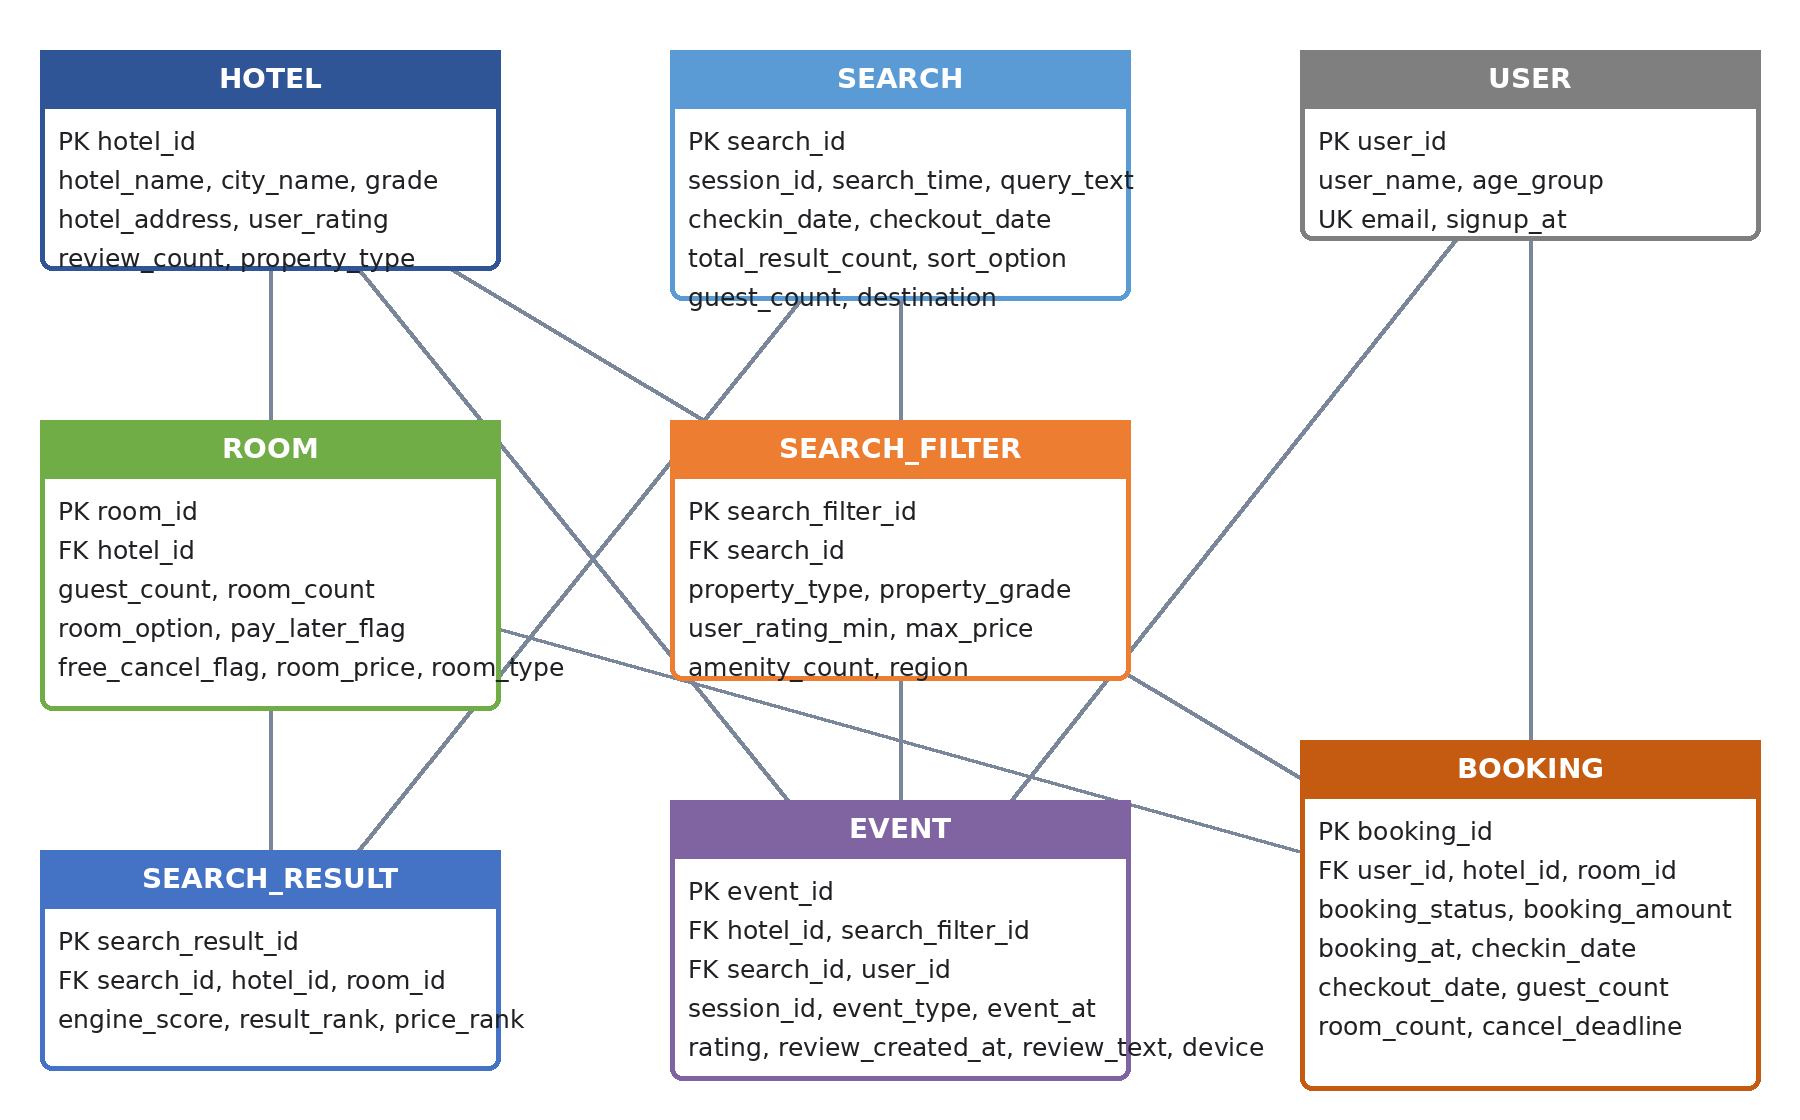 HOTEL
PK hotel_id
hotel_name, city_name, grade
hotel_address, user_rating
review_count, property_type
SEARCH
PK search_id
session_id, search_time, query_text
checkin_date, checkout_date
total_result_count, sort_option
guest_count, destination
USER
PK user_id
user_name, age_group
UK email, signup_at
ROOM
PK room_id
FK hotel_id
guest_count, room_count
room_option, pay_later_flag
free_cancel_flag, room_price, room_type
SEARCH_FILTER
PK search_filter_id
FK search_id
property_type, property_grade
user_rating_min, max_price
amenity_count, region
SEARCH_RESULT
PK search_result_id
FK search_id, hotel_id, room_id
engine_score, result_rank, price_rank
EVENT
PK event_id
FK hotel_id, search_filter_id
FK search_id, user_id
session_id, event_type, event_at
rating, review_created_at, review_text, device
BOOKING
PK booking_id
FK user_id, hotel_id, room_id
booking_status, booking_amount
booking_at, checkin_date
checkout_date, guest_count
room_count, cancel_deadline